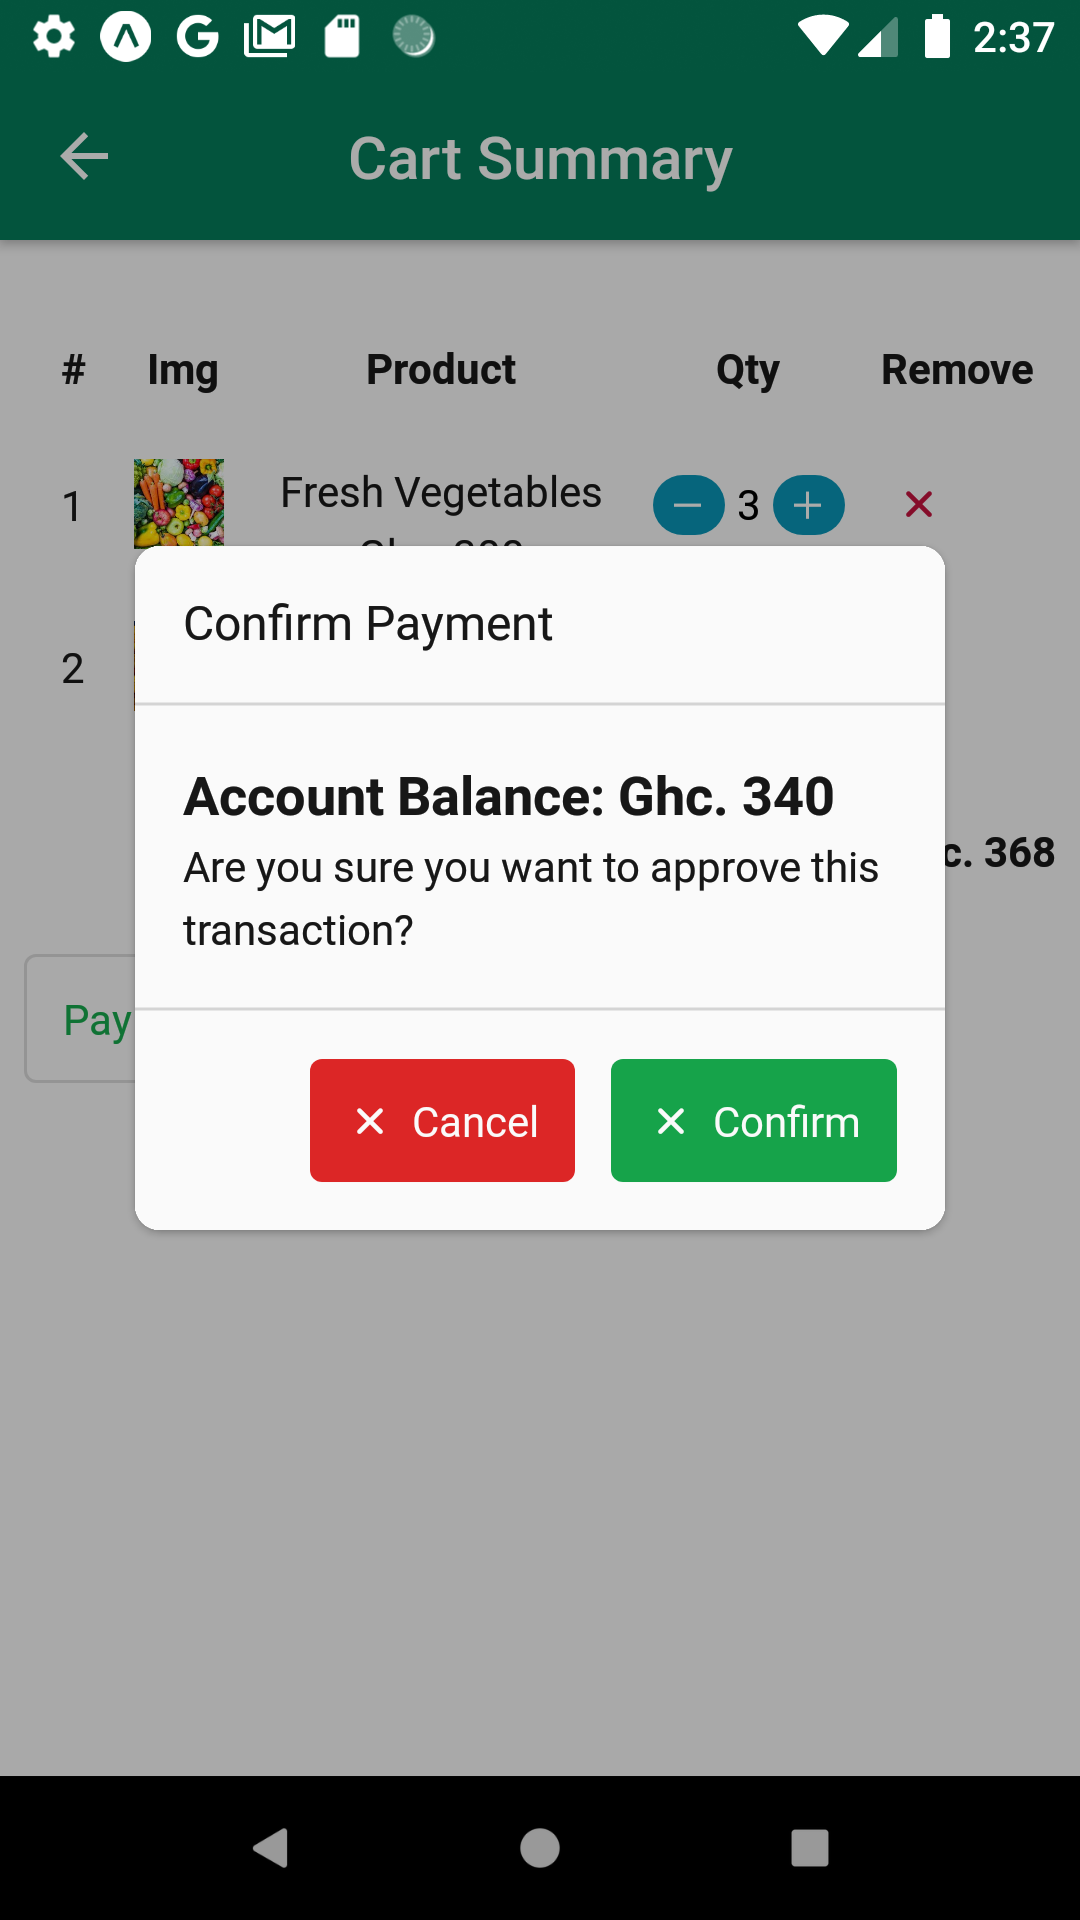 2:37
Cart Summary
# Img Product Qty Remove
1 Fresh Vegetables 3
2
Confirm Payment
Account Balance: Ghc. 340
Are you sure you want to approve this
transaction?
c. 368
Pay
Cancel Confirm